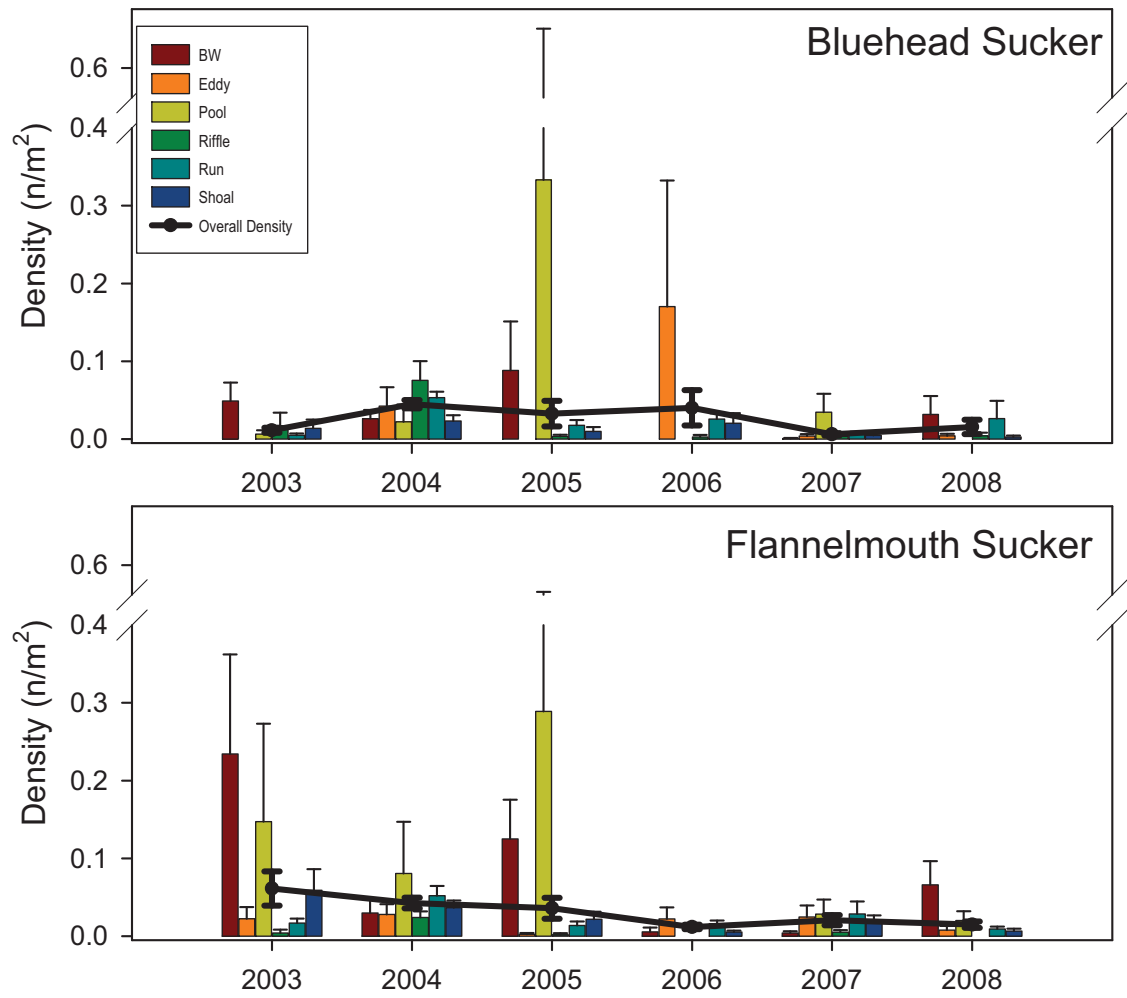 Bluehead Sucker
BW
Eddy
Pool
Riffle
Run
Shoal
Overall Density
Density (n/m²)
0.6
0.4
0.3
0.2
0.1
0.0
2003 2004 2005 2006 2007 2008
Flannelmouth Sucker
Density (n/m²)
0.6
0.4
0.3
0.2
0.1
0.0
2003 2004 2005 2006 2007 2008